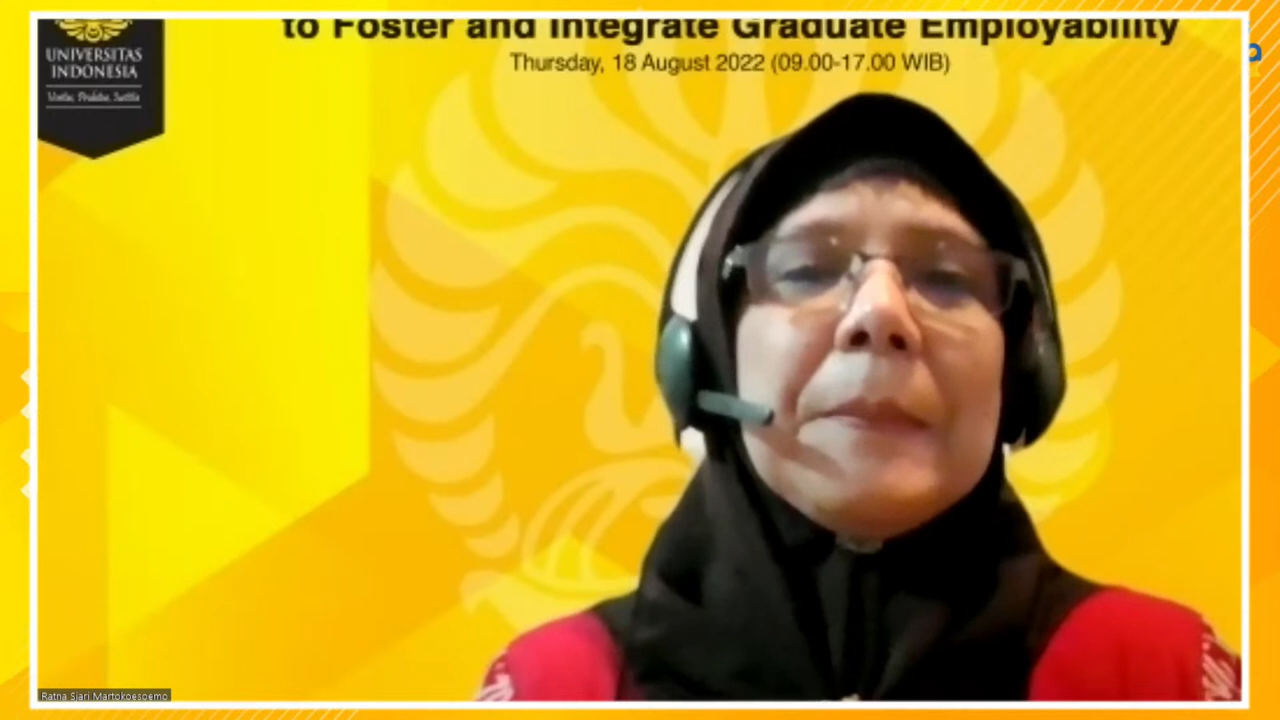 to Foster and Integrate Graduate Employability
Thursday, 18 August 2022 (09.00-17.00 WIB)
UNIVERSITAS
INDONESIA
Veritas, Probitas, Iustitia
Ratna Sjari Martokoesoemo